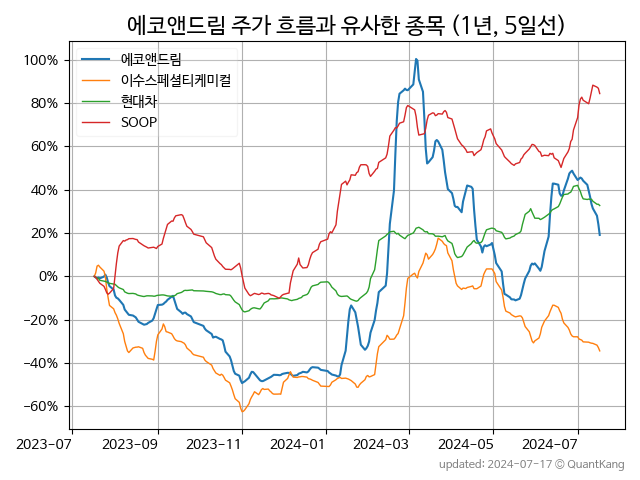 에코앤드림 주가 흐름과 유사한 종목 (1년, 5일선)
에코앤드림
이수스페셜티케미컬
현대차
SOOP
100%
80%
60%
40%
20%
0%
−20%
−40%
−60%
2023-07
2023-09
2023-11
2024-01
2024-03
2024-05
2024-07
updated: 2024-07-17 © QuantKang